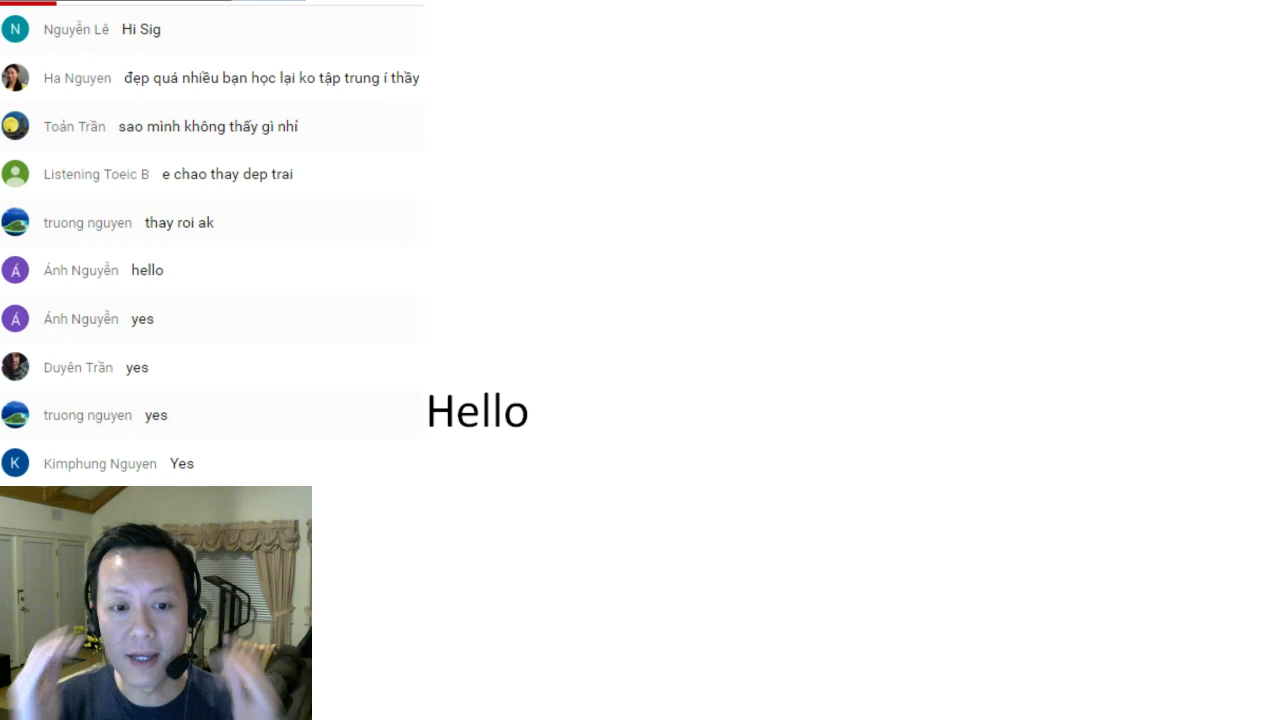 N Nguyễn Lê Hi Sig
Ha Nguyen đẹp quá nhiều bạn học lại ko tập trung í thầy
Toản Trần sao mình không thấy gì nhỉ
Listening Toeic B e chao thay dep trai
truong nguyen thay roi ak
Á Ánh Nguyễn hello
Á Ánh Nguyễn yes
Duyên Trần yes
truong nguyen yes
Hello
K Kimphung Nguyen Yes